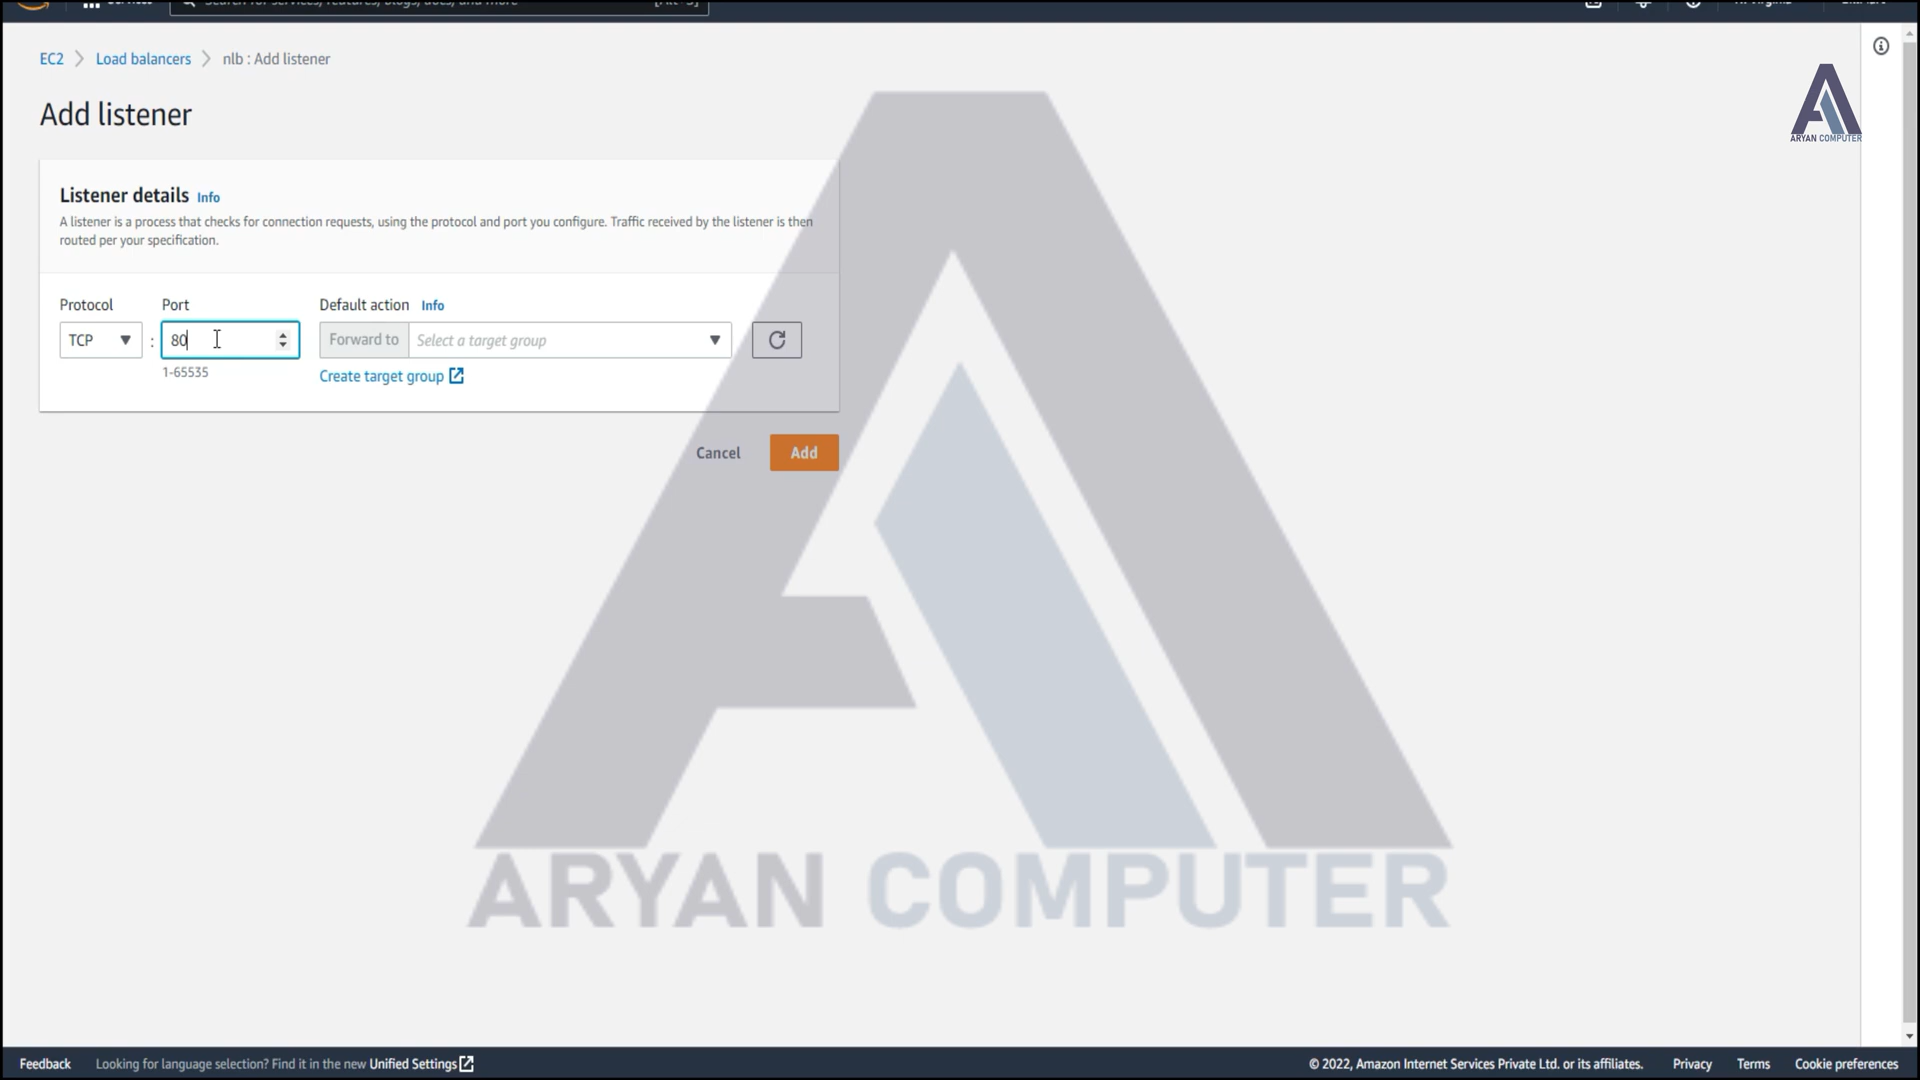 EC2 > Load balancers > nlb : Add listener
ARYAN COMPUTER
Add listener
Listener details Info
A listener is a process that checks for connection requests, using the protocol and port you configure. Traffic received by the listener is then
routed per your specification.
Protocol Port Default action Info
TCP : 80 Forward to Select a target group
1-65535 Create target group
Cancel Add
ARYAN COMPUTER
Feedback Looking for language selection? Find it in the new Unified Settings © 2022, Amazon Internet Services Private Ltd. or its affiliates. Privacy Terms Cookie preferences